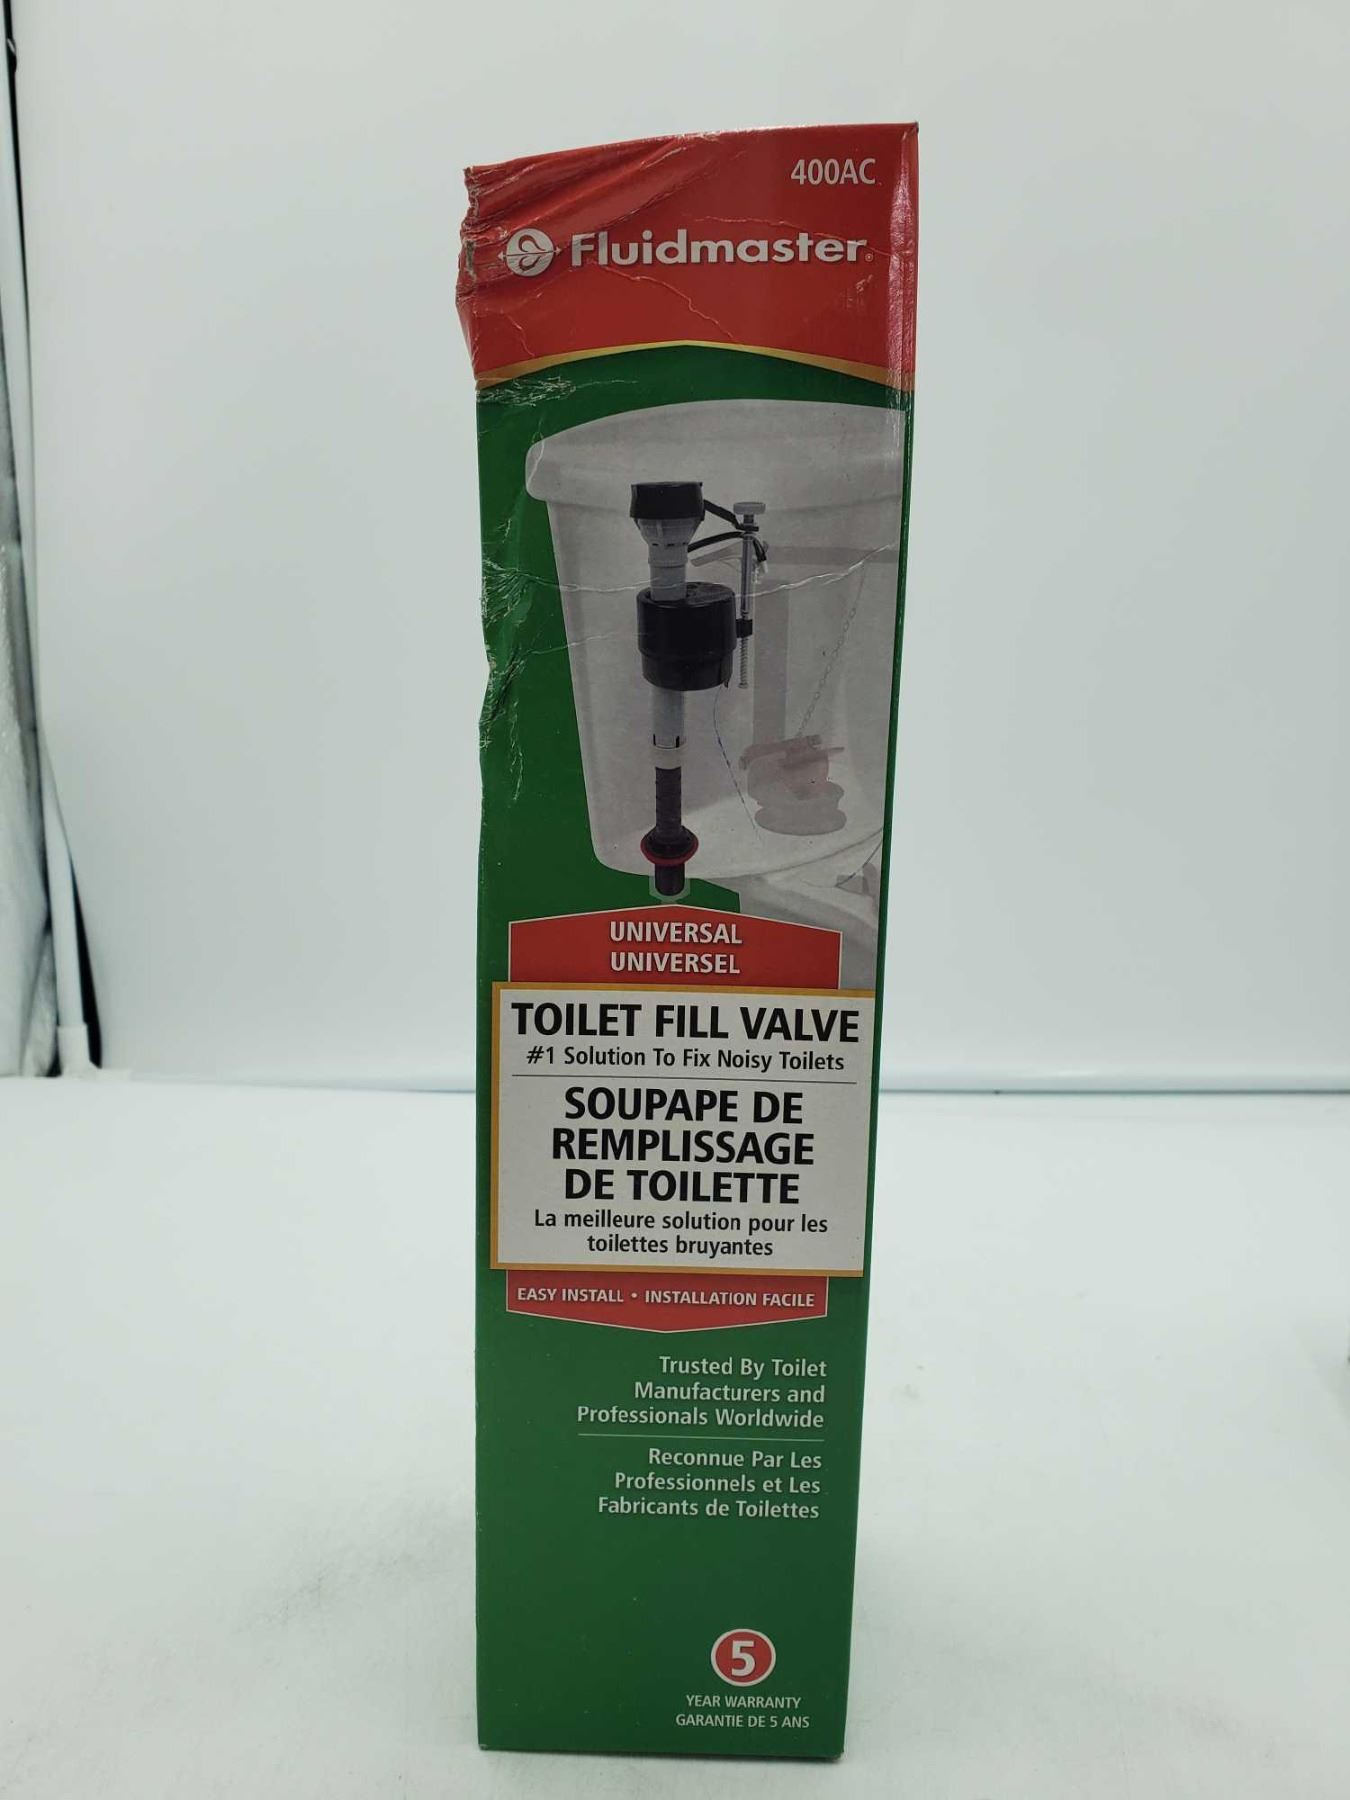 400AC
Fluidmaster®
UNIVERSAL
UNIVERSEL
TOILET FILL VALVE
#1 Solution To Fix Noisy Toilets
SOUPAPE DE
REMPLISSAGE
DE TOILETTE
La meilleure solution pour les
toilettes bruyantes
EASY INSTALL • INSTALLATION FACILE
Trusted By Toilet
Manufacturers and
Professionals Worldwide
Reconnue Par Les
Professionnels et Les
Fabricants de Toilettes
5
YEAR WARRANTY
GARANTIE DE 5 ANS